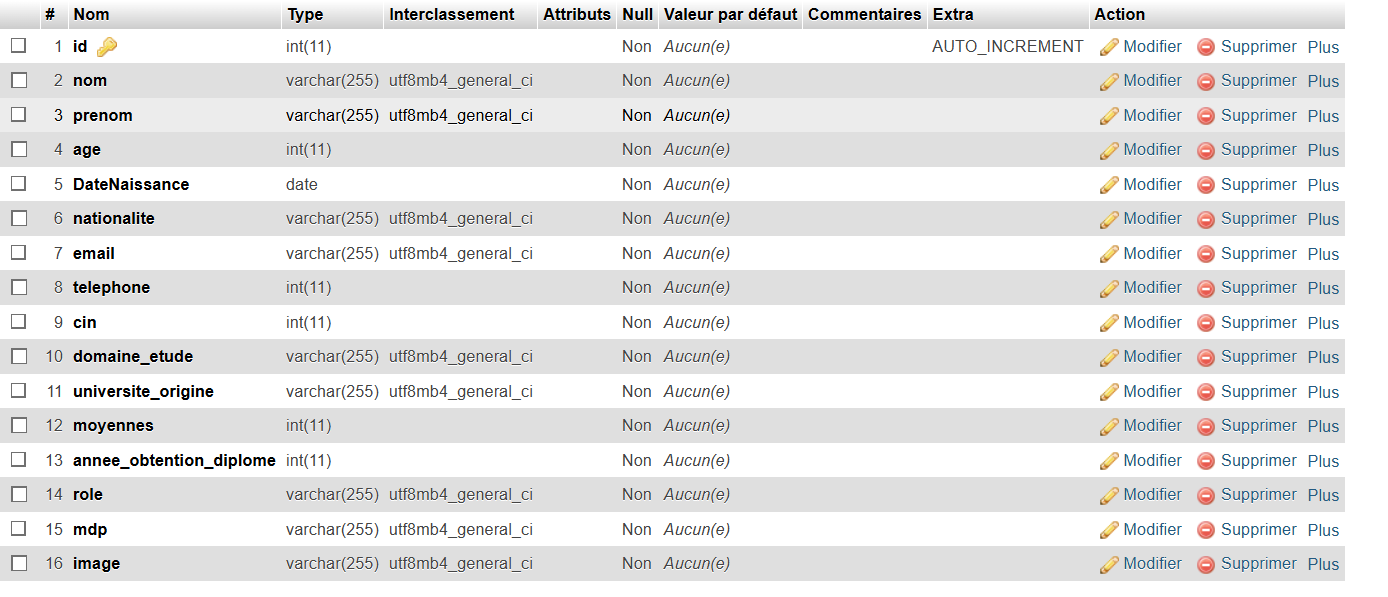 # Nom Type Interclassement Attributs Null Valeur par défaut Commentaires Extra Action
1 id int(11) Non Aucun(e) AUTO_INCREMENT Modifier Supprimer Plus
2 nom varchar(255) utf8mb4_general_ci Non Aucun(e) Modifier Supprimer Plus
3 prenom varchar(255) utf8mb4_general_ci Non Aucun(e) Modifier Supprimer Plus
4 age int(11) Non Aucun(e) Modifier Supprimer Plus
5 DateNaissance date Non Aucun(e) Modifier Supprimer Plus
6 nationalite varchar(255) utf8mb4_general_ci Non Aucun(e) Modifier Supprimer Plus
7 email varchar(255) utf8mb4_general_ci Non Aucun(e) Modifier Supprimer Plus
8 telephone int(11) Non Aucun(e) Modifier Supprimer Plus
9 cin int(11) Non Aucun(e) Modifier Supprimer Plus
10 domaine_etude varchar(255) utf8mb4_general_ci Non Aucun(e) Modifier Supprimer Plus
11 universite_origine varchar(255) utf8mb4_general_ci Non Aucun(e) Modifier Supprimer Plus
12 moyennes int(11) Non Aucun(e) Modifier Supprimer Plus
13 annee_obtention_diplome int(11) Non Aucun(e) Modifier Supprimer Plus
14 role varchar(255) utf8mb4_general_ci Non Aucun(e) Modifier Supprimer Plus
15 mdp varchar(255) utf8mb4_general_ci Non Aucun(e) Modifier Supprimer Plus
16 image varchar(255) utf8mb4_general_ci Non Aucun(e) Modifier Supprimer Plus